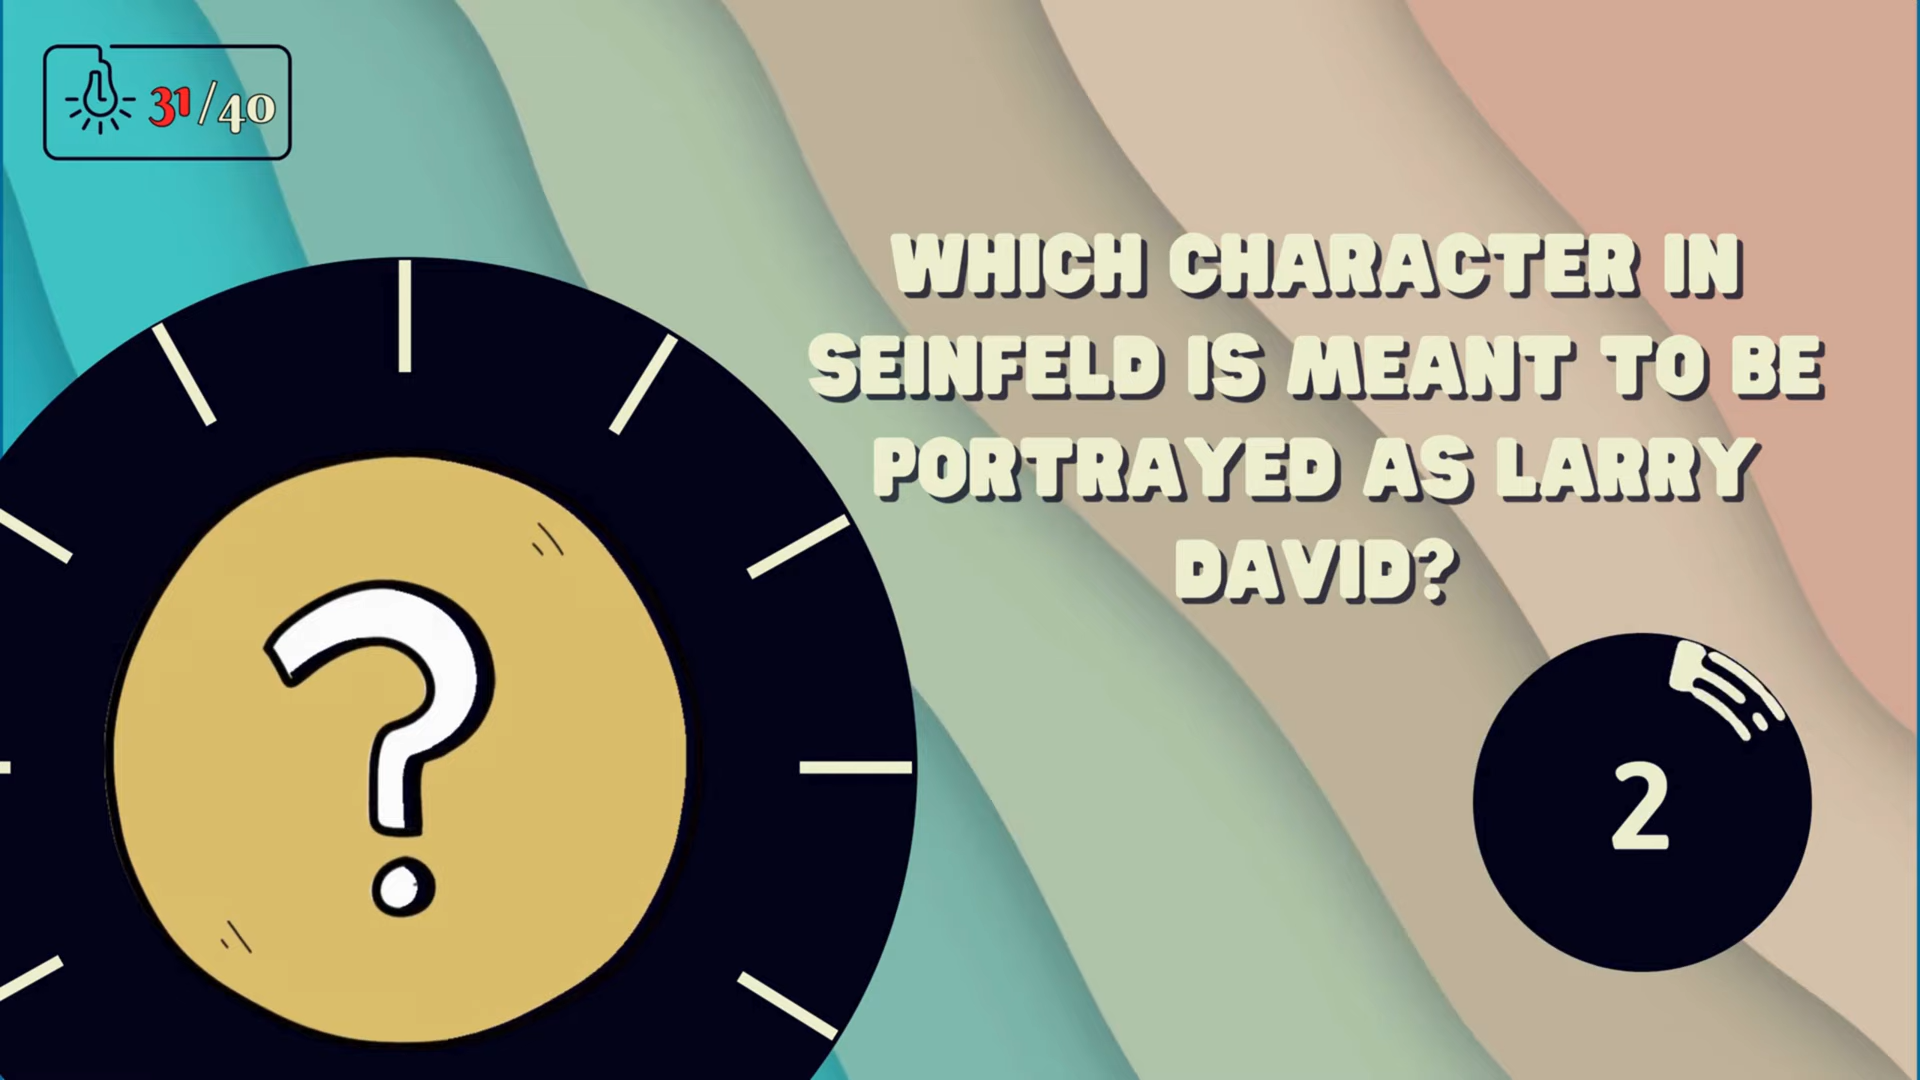 31/40
WHICH CHARACTER IN
SEINFELD IS MEANT TO BE
PORTRAYED AS LARRY
DAVID?
2
?